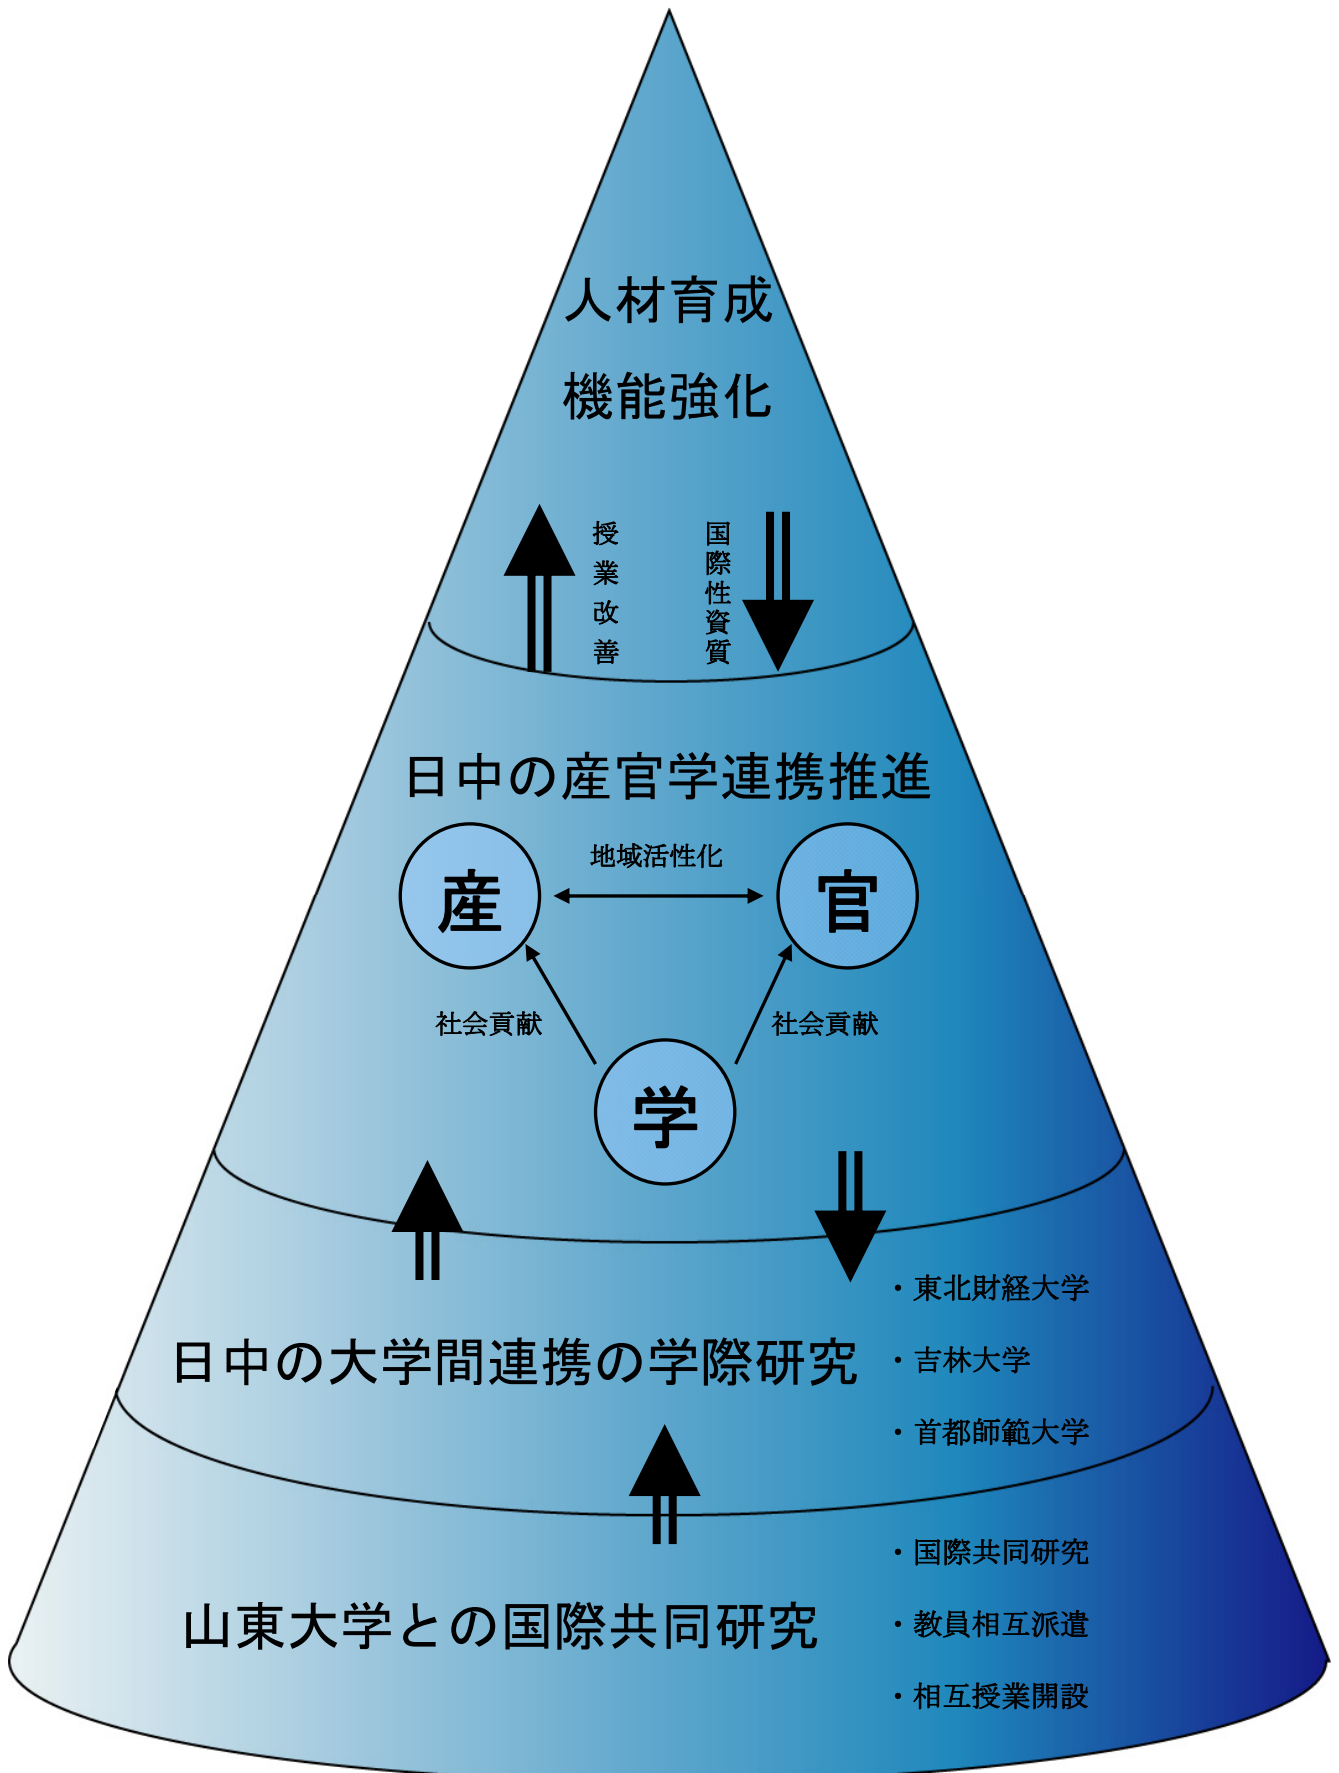 人材育成
機能強化
授業改善
国際性資質
日中の産官学連携推進
地域活性化
産
官
社会貢献
社会貢献
学
・東北財経大学
日中の大学間連携の学際研究
・吉林大学
・首都師範大学
・国際共同研究
山東大学との国際共同研究
・教員相互派遣
・相互授業開設